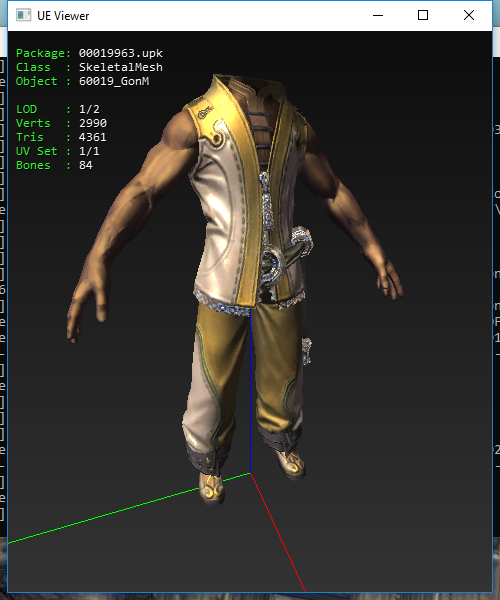 UE Viewer
Package: 00019963.upk
Class : SkeletalMesh
Object : 60019_GonM
LOD : 1/2
Verts : 2990
Tris : 4361
UV Set : 1/1
Bones : 84